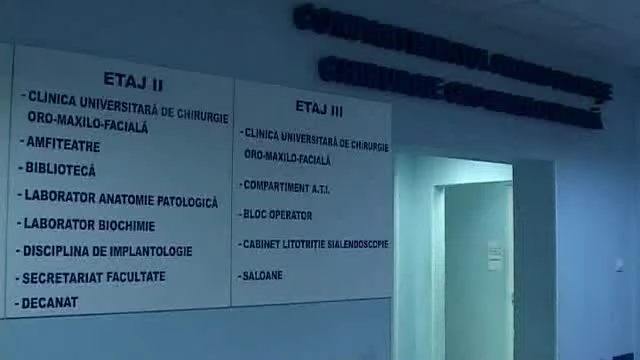 ETAJ II
- CLINICA UNIVERSITARĂ DE CHIRURGIE
ORO-MAXILO-FACIALĂ
- AMFITEATRE
- BIBLIOTECĂ
- LABORATOR ANATOMIE PATOLOGICĂ
- LABORATOR BIOCHIMIE
- DISCIPLINA DE IMPLANTOLOGIE
- SECRETARIAT FACULTATE
- DECANAT
ETAJ III
- CLINICA UNIVERSITARĂ DE CHIRURGIE
ORO-MAXILO-FACIALĂ
- COMPARTIMENT A.T.I.
- BLOC OPERATOR
- CABINET LITOTRIȚIE SIALENDOSCOPIE
- SALOANE
CHIRURGIE